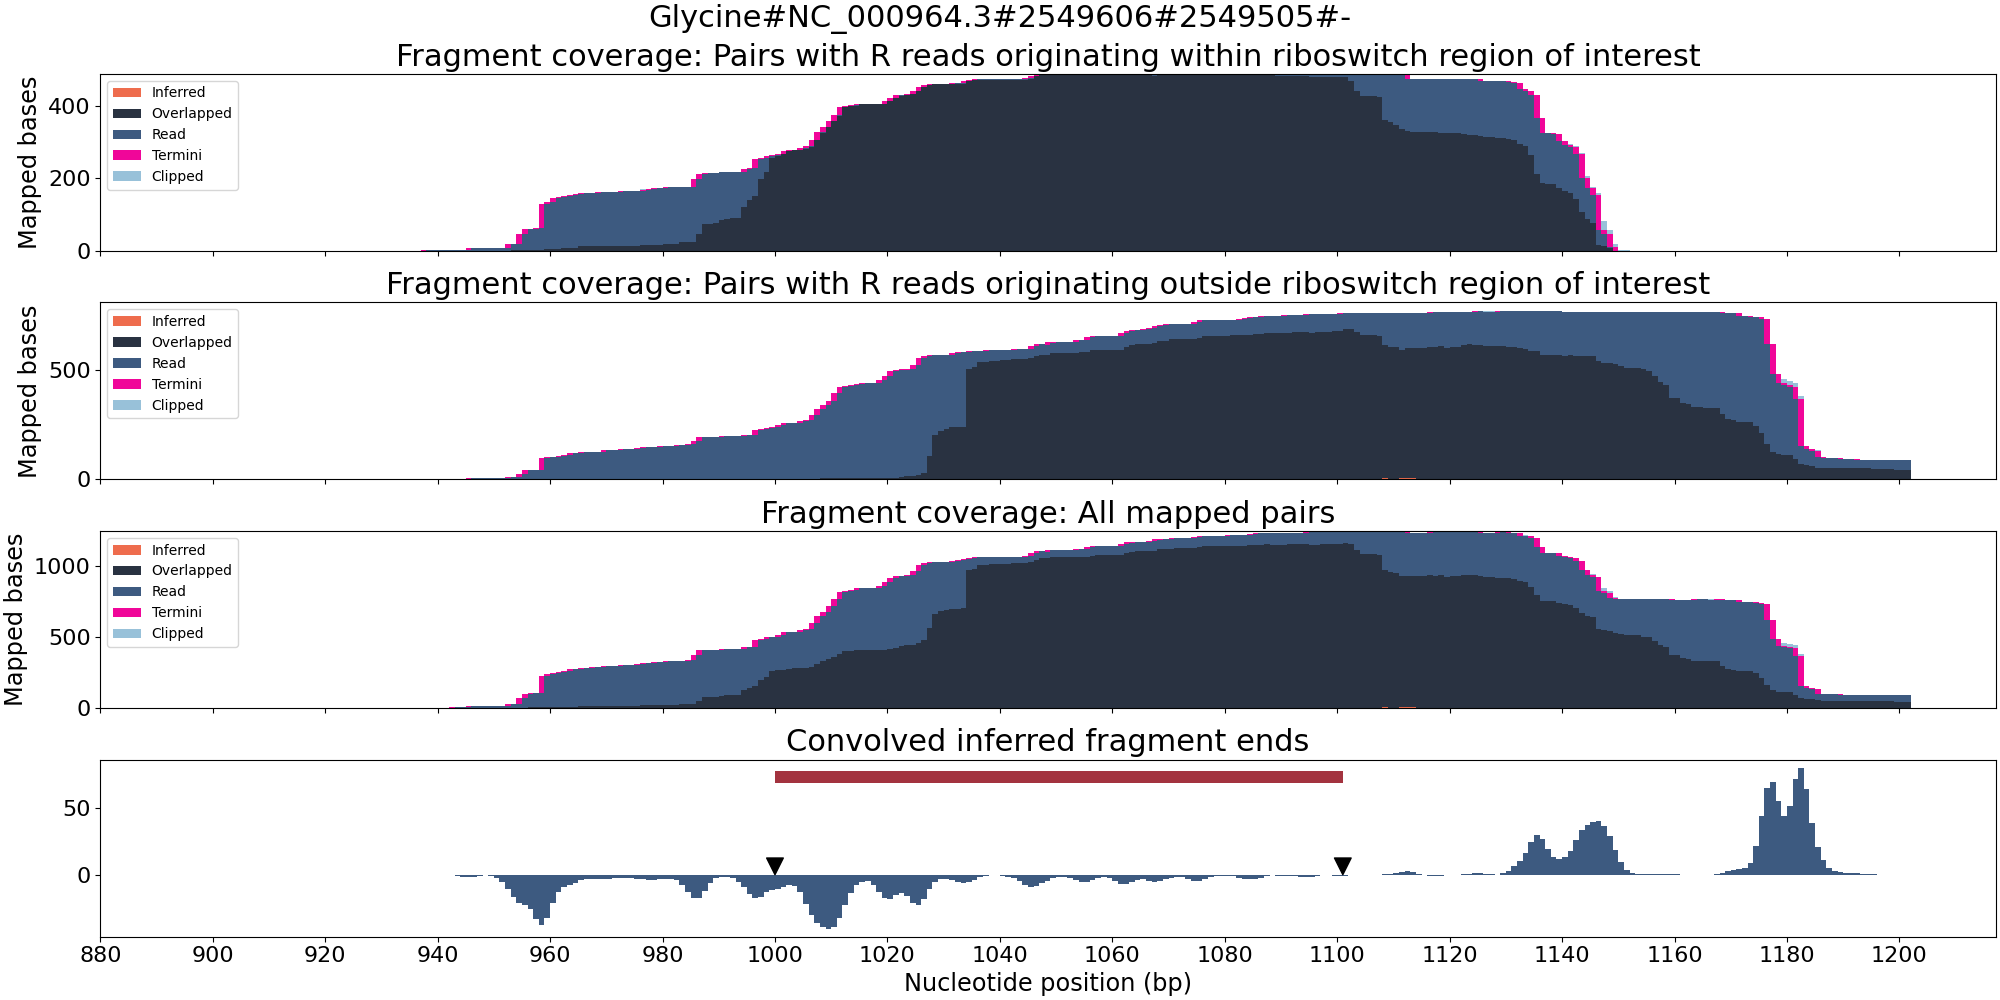 Glycine#NC_000964.3#2549606#2549505#-
Fragment coverage: Pairs with R reads originating within riboswitch region of interest
Mapped bases
400
200
0
Inferred
Overlapped
Read
Termini
Clipped
Fragment coverage: Pairs with R reads originating outside riboswitch region of interest
Mapped bases
500
0
Inferred
Overlapped
Read
Termini
Clipped
Fragment coverage: All mapped pairs
Mapped bases
1000
500
0
Inferred
Overlapped
Read
Termini
Clipped
Convolved inferred fragment ends
50
0
880 900 920 940 960 980 1000 1020 1040 1060 1080 1100 1120 1140 1160 1180 1200
Nucleotide position (bp)